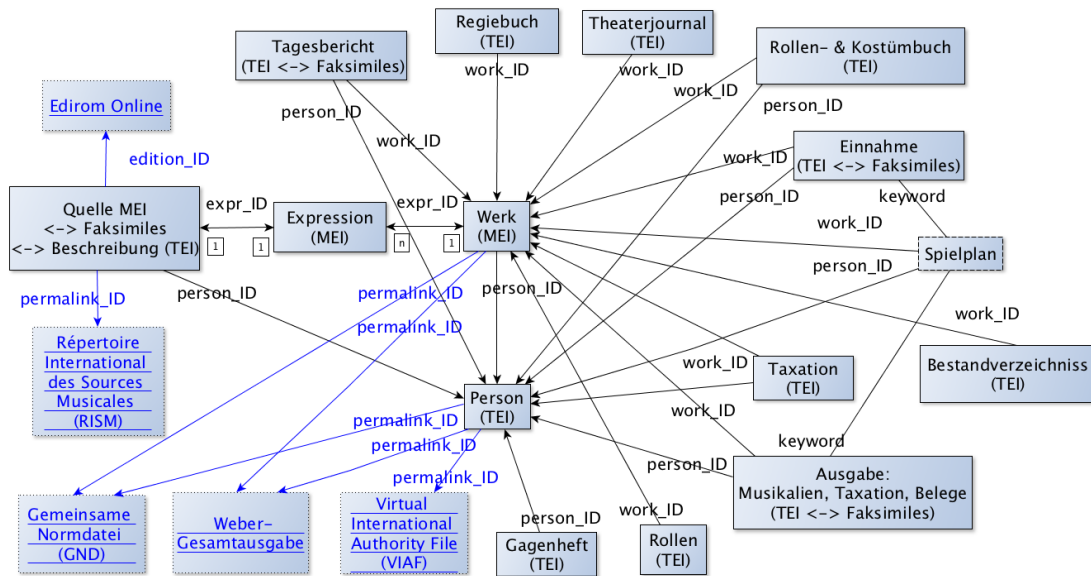 Regiebuch
(TEI)
Theaterjournal
(TEI)
Tagesbericht
(TEI <-> Faksimiles)
Rollen- & Kostümbuch
(TEI)
work_ID
work_ID
work_ID
person_ID
person_ID
Edirom Online
edition_ID
work_ID
Einnahme
(TEI <-> Faksimiles)
work_ID
person_ID
keyword
Quelle MEI
<-> Faksimiles
<-> Beschreibung (TEI)
expr_ID
1
1
Expression
(MEI)
expr_ID
n
1
Werk
(MEI)
work_ID
Spielplan
person_ID
permalink_ID
person_ID
permalink_ID
person_ID
permalink_ID
work_ID
Répertoire
International
des Sources
Musicales
(RISM)
work_ID
Taxation
(TEI)
Bestandverzeichniss
(TEI)
Person
(TEI)
permalink_ID
work_ID
permalink_ID
keyword
person_ID
permalink_ID
Ausgabe:
Musikalien, Taxation, Belege
(TEI <-> Faksimiles)
Gemeinsame
Normdatei
(GND)
Weber-
Gesamtausgabe
Virtual
International
Authority File
(VIAF)
person_ID
Gagenheft
(TEI)
work_ID
Rollen
(TEI)